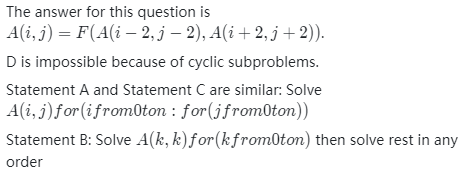 The answer for this question is
A(i, j) = F(A(i − 2, j − 2), A(i + 2, j + 2)).
D is impossible because of cyclic subproblems.
Statement A and Statement C are similar: Solve
A(i, j)for(ifrom0ton : for(jfrom0ton))
Statement B: Solve A(k, k)for(kfrom0ton) then solve rest in any
order